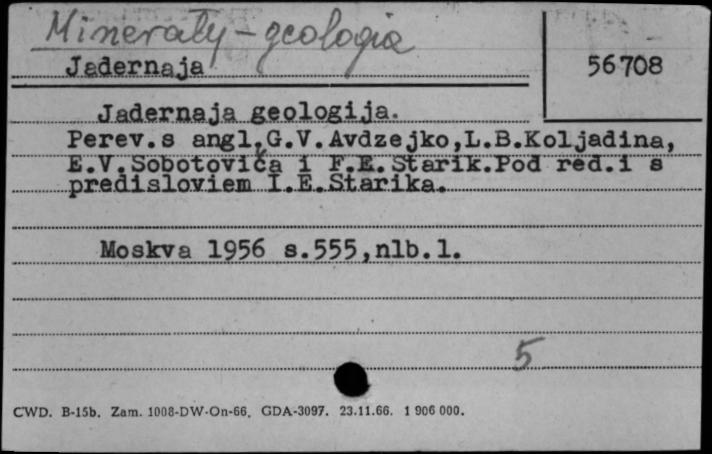 Minerały - geologia
Jadernaja
56708
Jadernaja geologija.
Perev.s angl.G.V.Avdzejko,L.B.Koljadina,
E.V.Sobotoviča i F.E.Starik.Pod red.i s
predisloviem I.E.Starika.
Moskva 1956 s.555,nlb.l.
5
CWD. B-15b. Zam. 1008-DW-On-66. GDA-3097. 23.11.66. 1 906 000.